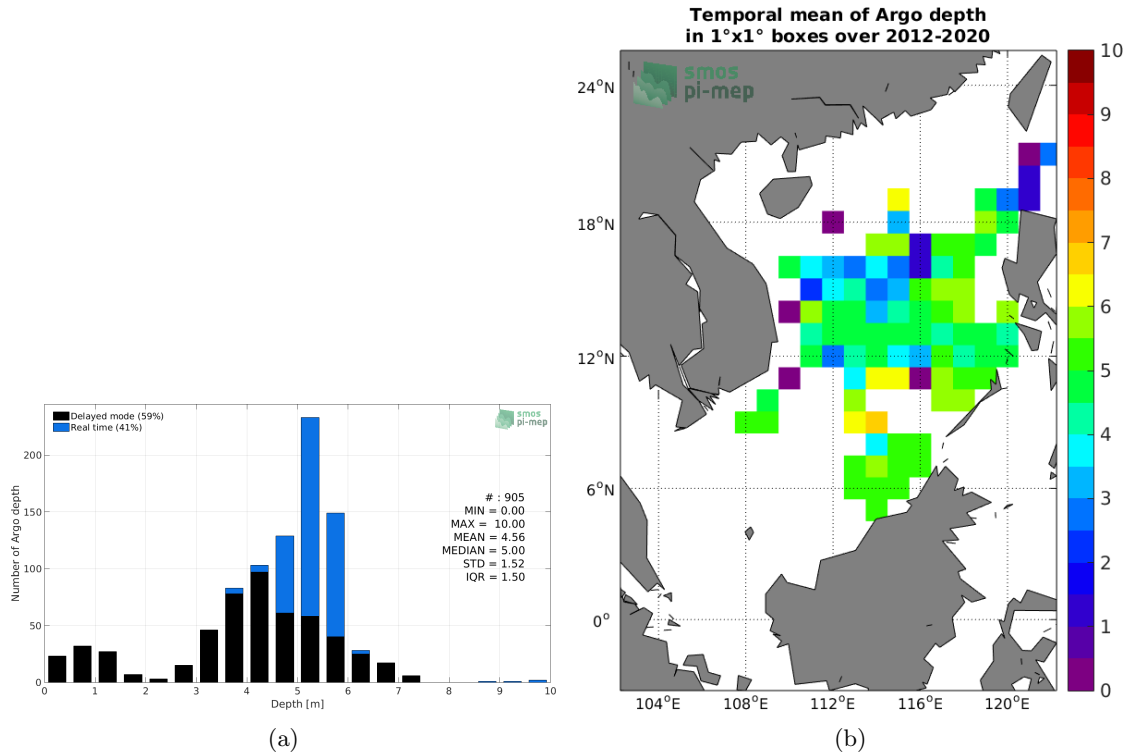 Temporal mean of Argo depth
in 1°x1° boxes over 2012-2020
smos
pi-mep
24°N
18°N
12°N
6°N
0°
104°E
108°E
112°E
116°E
120°E
10
9
8
7
6
5
4
3
2
1
0
(b)
Delayed mode (59%)
Real time (41%)
smos
pi-mep
# : 905
MIN = 0.00
MAX = 10.00
MEAN = 4.56
MEDIAN = 5.00
STD = 1.52
IQR = 1.50
Number of Argo depth
200
150
100
50
0
0
1
2
3
4
5
6
7
8
9
10
Depth [m]
(a)